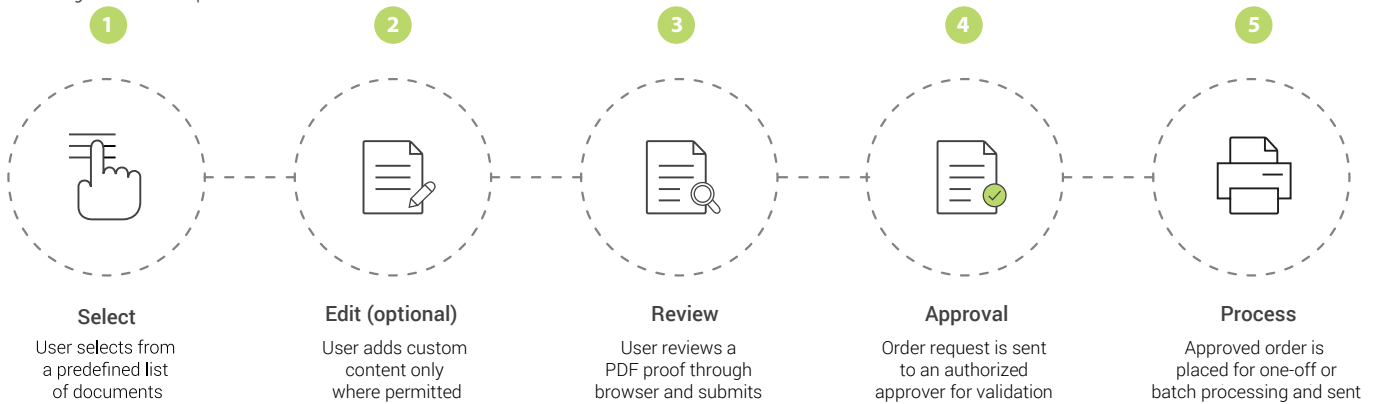 1
2
3
4
5
Select
User selects from
a predefined list
of documents
Edit (optional)
User adds custom
content only
where permitted
Review
User reviews a
PDF proof through
browser and submits
Approval
Order request is sent
to an authorized
approver for validation
Process
Approved order is
placed for one-off or
batch processing and sent